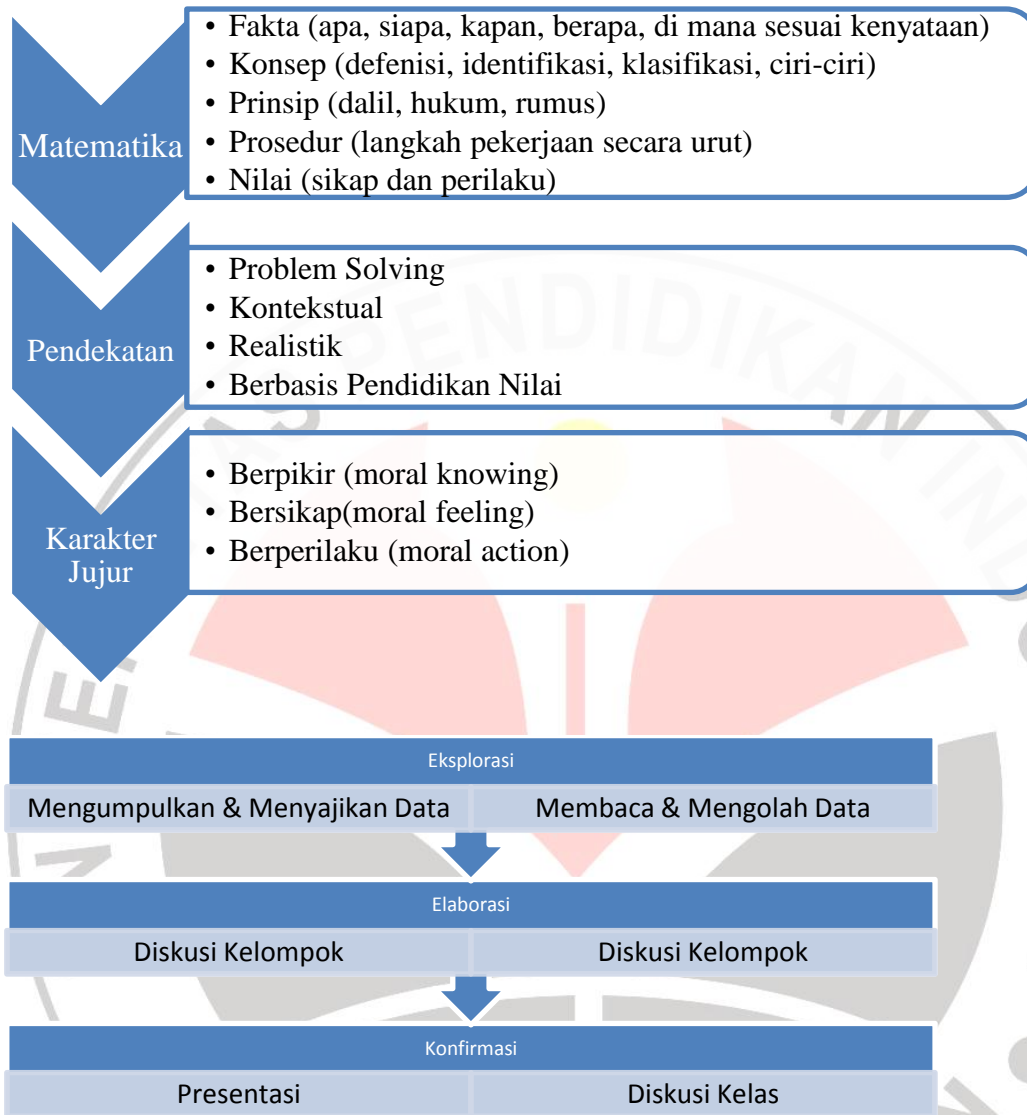 Matematika
• Fakta (apa, siapa, kapan, berapa, di mana sesuai kenyataan)
• Konsep (defenisi, identifikasi, klasifikasi, ciri-ciri)
• Prinsip (dalil, hukum, rumus)
• Prosedur (langkah pekerjaan secara urut)
• Nilai (sikap dan perilaku)
Pendekatan
• Problem Solving
• Kontekstual
• Realistik
• Berbasis Pendidikan Nilai
Karakter
Jujur
• Berpikir (moral knowing)
• Bersikap(moral feeling)
• Berperilaku (moral action)
Eksplorasi
Mengumpulkan & Menyajikan Data
Membaca & Mengolah Data
Elaborasi
Diskusi Kelompok
Diskusi Kelompok
Konfirmasi
Presentasi
Diskusi Kelas
PENDIDIKAN